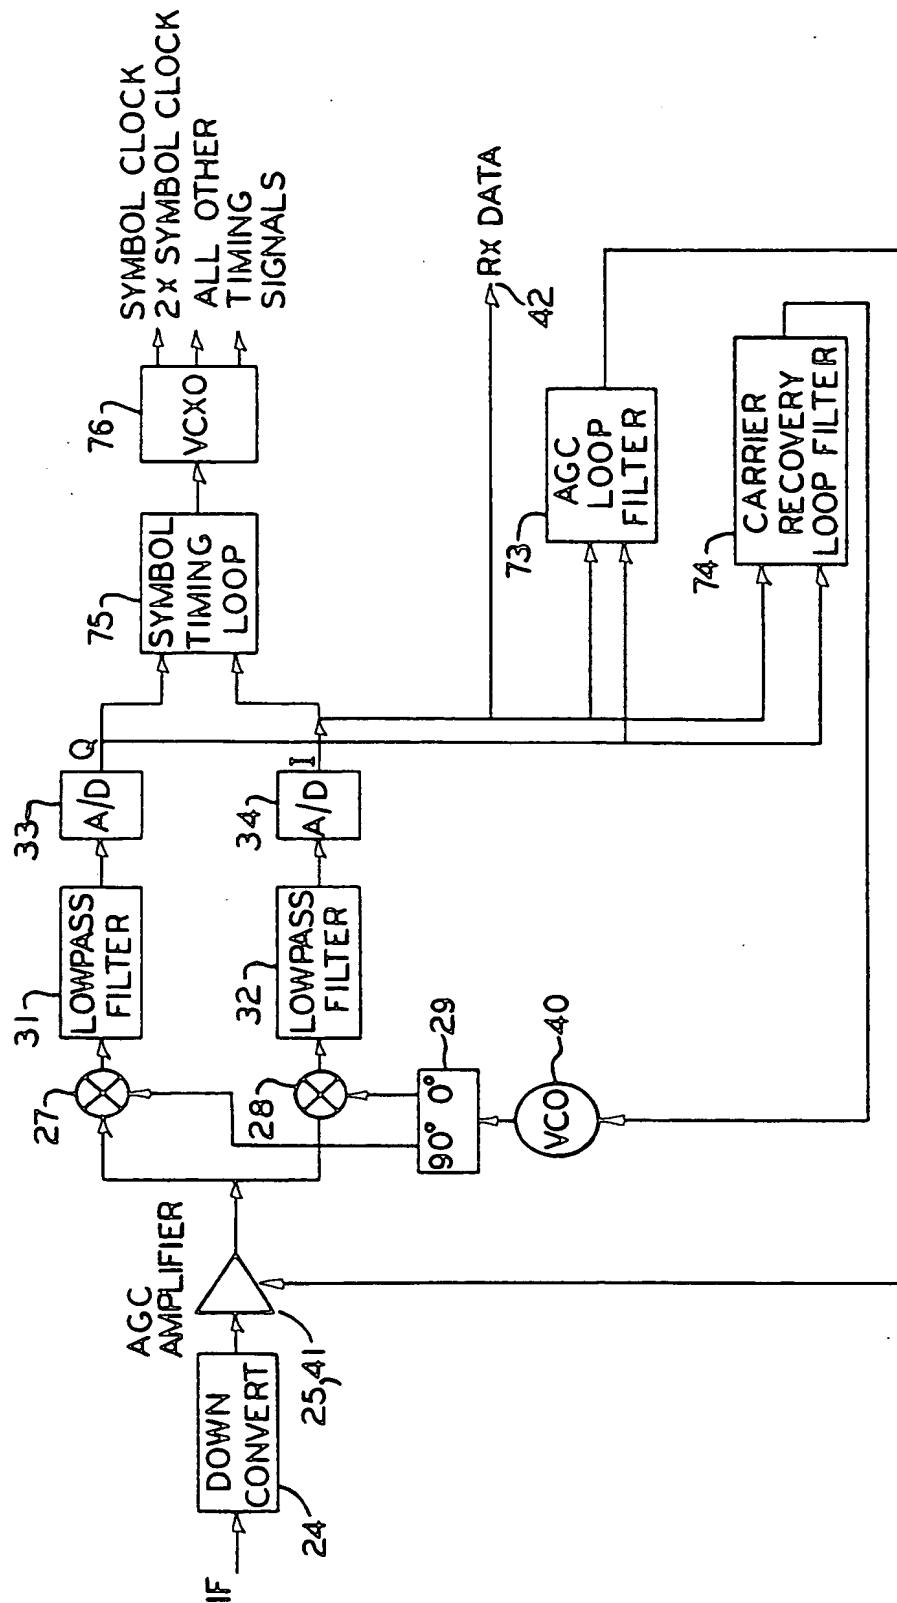 IF
DOWN
CONVERT
24
AGC
AMPLIFIER
25,41
27
31
LOWPASS
FILTER
33
A/D
Q
75
SYMBOL
TIMING
LOOP
76
VCXO
SYMBOL CLOCK
2X SYMBOL CLOCK
ALL OTHER
TIMING
SIGNALS
28
32
LOWPASS
FILTER
34
A/D
I
90° 0°
29
VCO
40
RX DATA
42
73
AGC
LOOP
FILTER
74
CARRIER
RECOVERY
LOOP FILTER